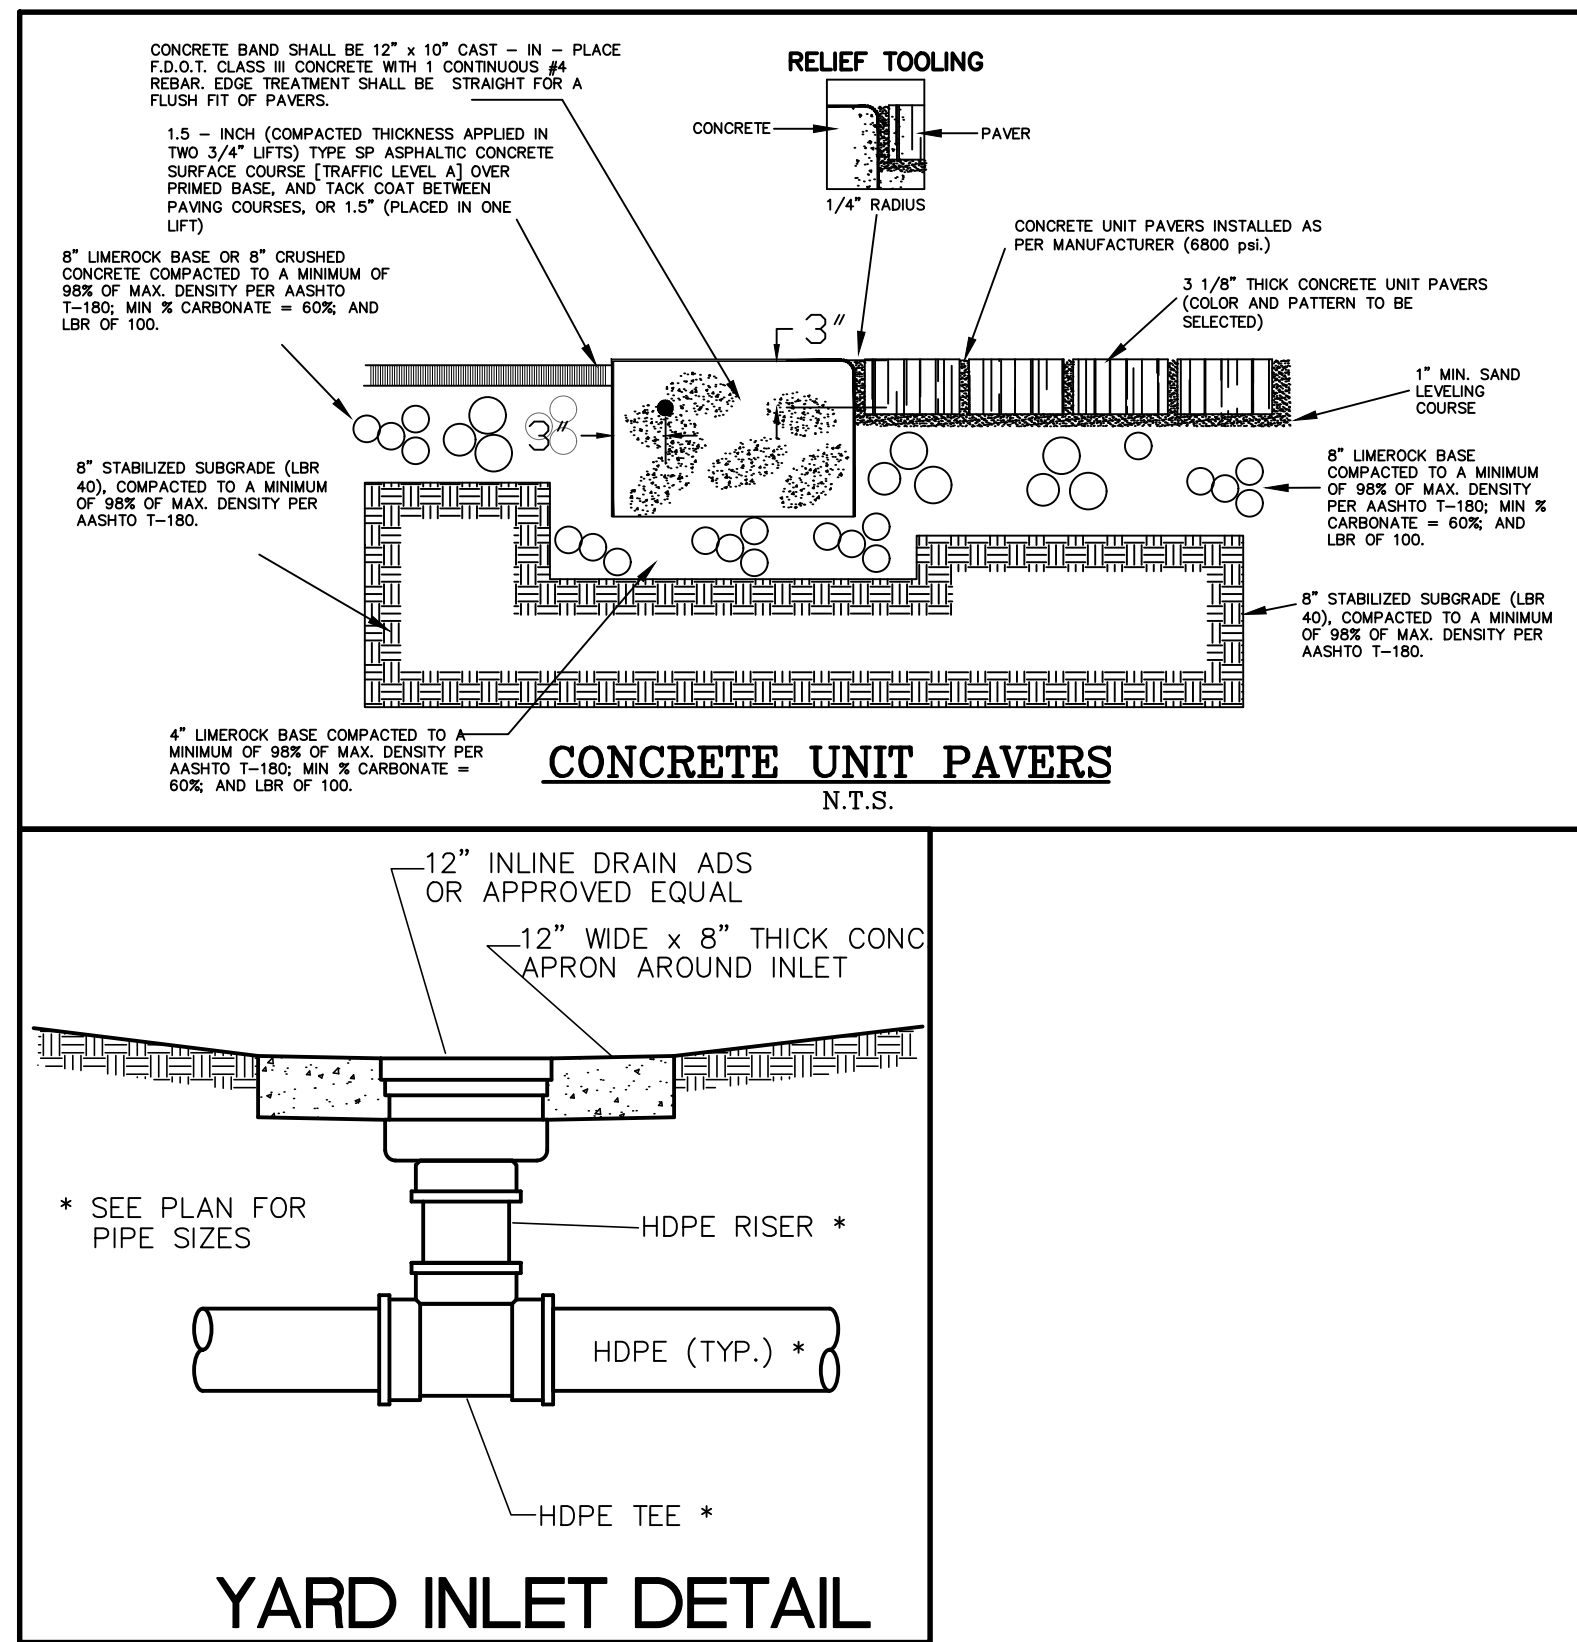 CONCRETE BAND SHALL BE 12" x 10" CAST – IN – PLACE
F.D.O.T. CLASS III CONCRETE WITH 1 CONTINUOUS #4
REBAR. EDGE TREATMENT SHALL BE STRAIGHT FOR A
FLUSH FIT OF PAVERS.
RELIEF TOOLING
CONCRETE
PAVER
1/4" RADIUS
1.5 – INCH (COMPACTED THICKNESS APPLIED IN
TWO 3/4" LIFTS) TYPE SP ASPHALTIC CONCRETE
SURFACE COURSE [TRAFFIC LEVEL A] OVER
PRIMED BASE, AND TACK COAT BETWEEN
PAVING COURSES, OR 1.5" (PLACED IN ONE
LIFT)
CONCRETE UNIT PAVERS INSTALLED AS
PER MANUFACTURER (6800 psi.)
8" LIMEROCK BASE OR 8" CRUSHED
CONCRETE COMPACTED TO A MINIMUM OF
98% OF MAX. DENSITY PER AASHTO
T–180; MIN % CARBONATE = 60%; AND
LBR OF 100.
3 1/8" THICK CONCRETE UNIT PAVERS
(COLOR AND PATTERN TO BE
SELECTED)
3"
1" MIN. SAND
LEVELING
COURSE
3"
8" STABILIZED SUBGRADE (LBR
40), COMPACTED TO A MINIMUM
OF 98% OF MAX. DENSITY PER
AASHTO T–180.
8" LIMEROCK BASE
COMPACTED TO A MINIMUM
OF 98% OF MAX. DENSITY
PER AASHTO T–180; MIN %
CARBONATE = 60%; AND
LBR OF 100.
8" STABILIZED SUBGRADE (LBR
40), COMPACTED TO A MINIMUM
OF 98% OF MAX. DENSITY PER
AASHTO T–180.
4" LIMEROCK BASE COMPACTED TO A
MINIMUM OF 98% OF MAX. DENSITY PER
AASHTO T–180; MIN % CARBONATE =
60%; AND LBR OF 100.
CONCRETE UNIT PAVERS
N.T.S.
12" INLINE DRAIN ADS
OR APPROVED EQUAL
12" WIDE x 8" THICK CONC
APRON AROUND INLET
* SEE PLAN FOR
PIPE SIZES
HDPE RISER *
HDPE (TYP.) *
HDPE TEE *
YARD INLET DETAIL